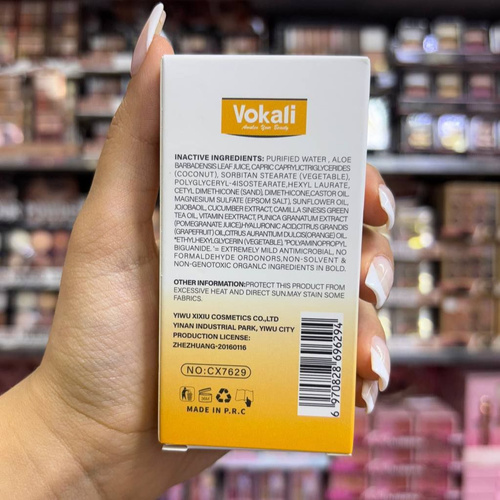 Vokali
Awaken Your Beauty
INACTIVE INGREDIENTS: PURIFIED WATER , ALOE
BARBADENSIS LEAF JUICE, CAPRIC CAPRYLICTRIGLYCERIDES
(COCONUT), SORBITAN STEARATE (VEGETABLE),
POLYGLYCERYL-4ISOSTEARATE,HEXYL LAURATE,
CETYL DIMETHICONE (SAND), DIMETHICONE,CASTOR OIL,
MAGNESIUM SULFATE (EPSOM SALT), SUNFLOWER OIL,
JOJOBAOIL, CUCUMBER EXTRACT, CAMILLA SINESIS GREEN
TEA OIL, VITAMIN EEXTRACT, PUNICA GRANATUM EXTRACT
(POMEGRANATE JUICE)HYALURONIC ACIDCITRUS GRANDIS
(GRAPEFRUIT) OIL,CITRUS AURANTIUM DULCIS(ORANGE) OIL.
*ETHYLHEXYLGLYCERIN (VEGETABLE), *POLYAMINOPROPYL
BIGUANIDE. *= EXTREMELY MILD ANTIMICROBIAL, NO
FORMALDEHYDE ORDONORS,NON-SOLVENT &
NON-GENOTOXIC ORGANLC INGREDIENTS IN BOLD.
OTHER INFORMATION:PROTECT THIS PRODUCT FROM
EXCESSIVE HEAT AND DIRECT SUN.MAY STAIN SOME
FABRICS.
YIWU XIXIU COSMETICS CO.,LTD
YINAN INDUSTRIAL PARK, YIWU CITY
PRODUCTION LICENSE:
ZHEZHUANG-20160116
NO:CX7629
MADE IN P.R.C
6 970828 696294